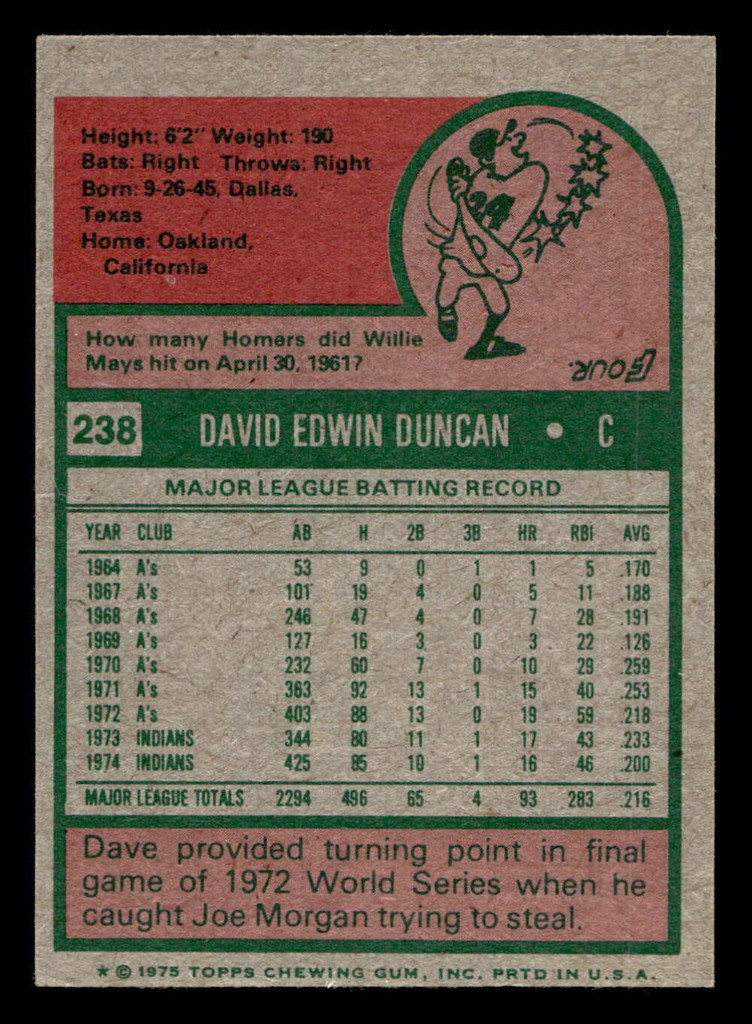 Height: 6'2" Weight: 190
Bats: Right Throws: Right
Born: 9-26-45, Dallas,
Texas
Home: Oakland,
California
24
How many Homers did Willie
Mays hit on April 30, 1961?
FOUR.
238 DAVID EDWIN DUNCAN • C
MAJOR LEAGUE BATTING RECORD
YEAR CLUB AB H 2B 3B HR RBI AVG
1964 A's 53 9 0 1 1 5 .170
1967 A's 101 19 4 0 5 11 .188
1968 A's 246 47 4 0 7 28 .191
1969 A's 127 16 3 0 3 22 .126
1970 A's 232 60 7 0 10 29 .259
1971 A's 363 92 13 1 15 40 .253
1972 A's 403 88 13 0 19 59 .218
1973 INDIANS 344 80 11 1 17 43 .233
1974 INDIANS 425 85 10 1 16 46 .200
MAJOR LEAGUE TOTALS 2294 496 65 4 93 283 .216
Dave provided turning point in final
game of 1972 World Series when he
caught Joe Morgan trying to steal.
★ © 1975 TOPPS CHEWING GUM, INC. PRTD IN U.S.A.